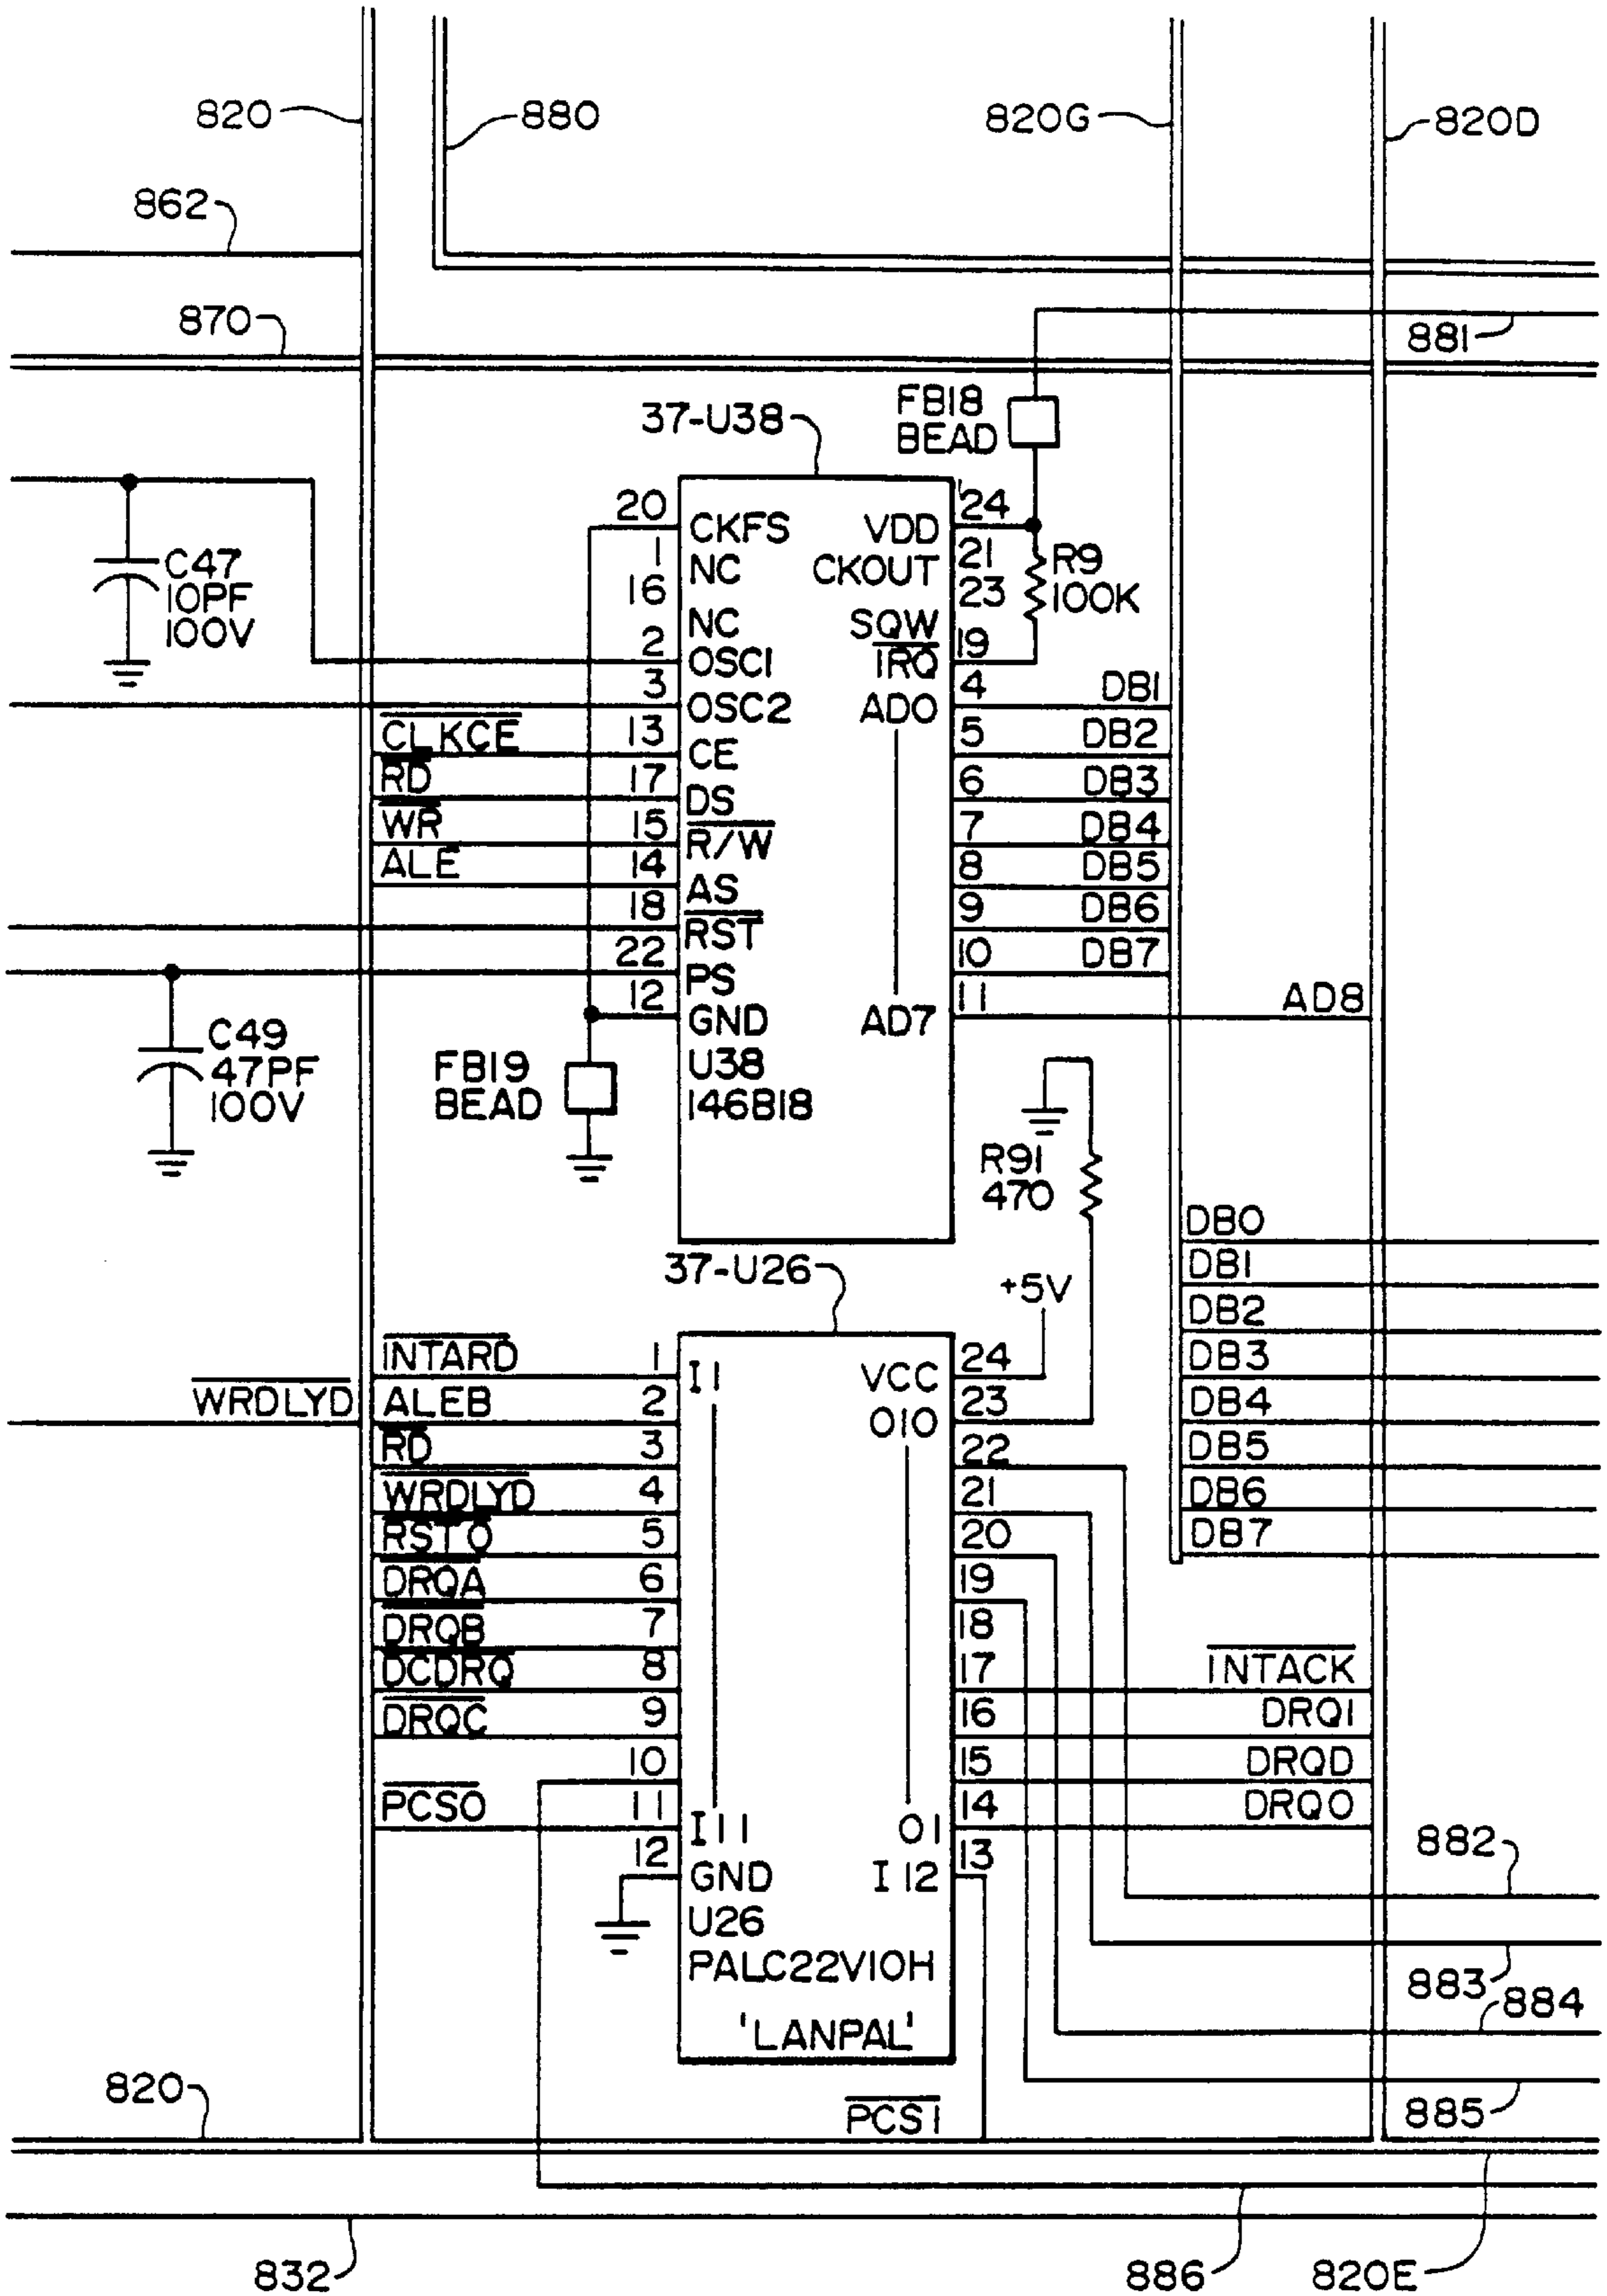 820
880
820G
820D
862
870
881
37-U38
FB18
BEAD
C47
10PF
100V
R9
100K
20 CKFS VDD 24
1 NC CKOUT 21
16 23
NC SQW
2 OSC1 IRQ 19
3 OSC2 AD0 4 DB1
CLKCE 13 CE 5 DB2
RD 17 DS 6 DB3
WR 15 R/W 7 DB4
ALE 14 AS 8 DB5
18 RST 9 DB6
22 PS 10 DB7
12 GND AD7 11 AD8
U38
146818
C49
47PF
100V
FB19
BEAD
R91
470
37-U26
+5V
DB0
DB1
DB2
DB3
DB4
DB5
DB6
DB7
INTARD 1 I1 VCC 24
WRDLYD ALEB 2 O10 23
RD 3 22
WRDLYD 4 21
RSTO 5 20
DRQA 6 19
DRQB 7 18
DCDRQ 8 17 INTACK
DRQC 9 16 DRQ1
10 15 DRQD
PCSO 11 I11 O1 14 DRQO
12 GND I12 13
U26
PALC22V10H
'LANPAL'
882
883
884
885
820
PCS1
832
886
820E